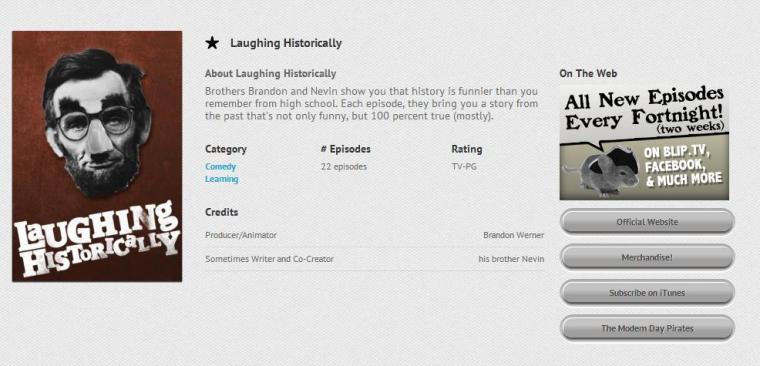 LAUGHING
HISTORICALLY
★ Laughing Historically
About Laughing Historically
Brothers Brandon and Nevin show you that history is funnier than you
remember from high school. Each episode, they bring you a story from
the past that's not only funny, but 100 percent true (mostly).
Category
Comedy
Learning
# Episodes
22 episodes
Rating
TV-PG
Credits
Producer/Animator Brandon Werner
Sometimes Writer and Co-Creator his brother Nevin
On The Web
All New Episodes
Every Fortnight!
(two weeks)
ON BLIP.TV,
FACEBOOK,
& MUCH MORE
Official Website
Merchandise!
Subscribe on iTunes
The Modern Day Pirates